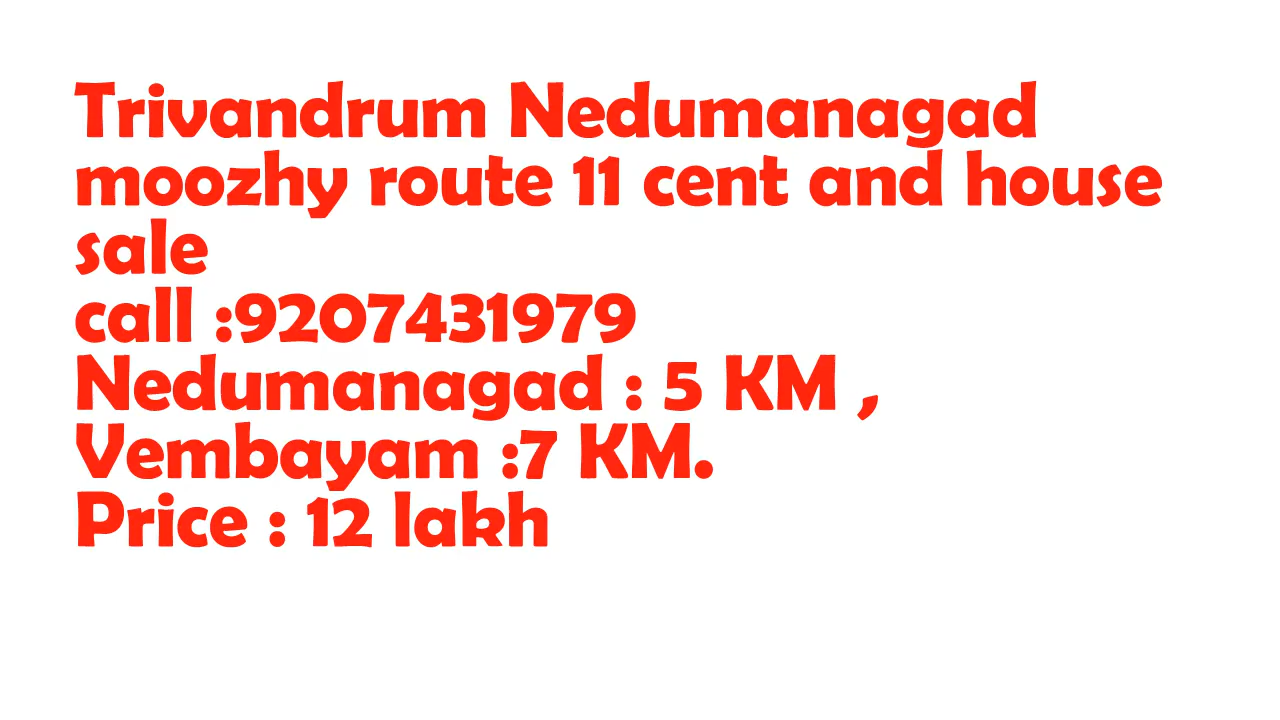 Trivandrum Nedumanagad
moozhy route 11 cent and house
sale
call :9207431979
Nedumanagad : 5 KM ,
Vembayam :7 KM.
Price : 12 lakh